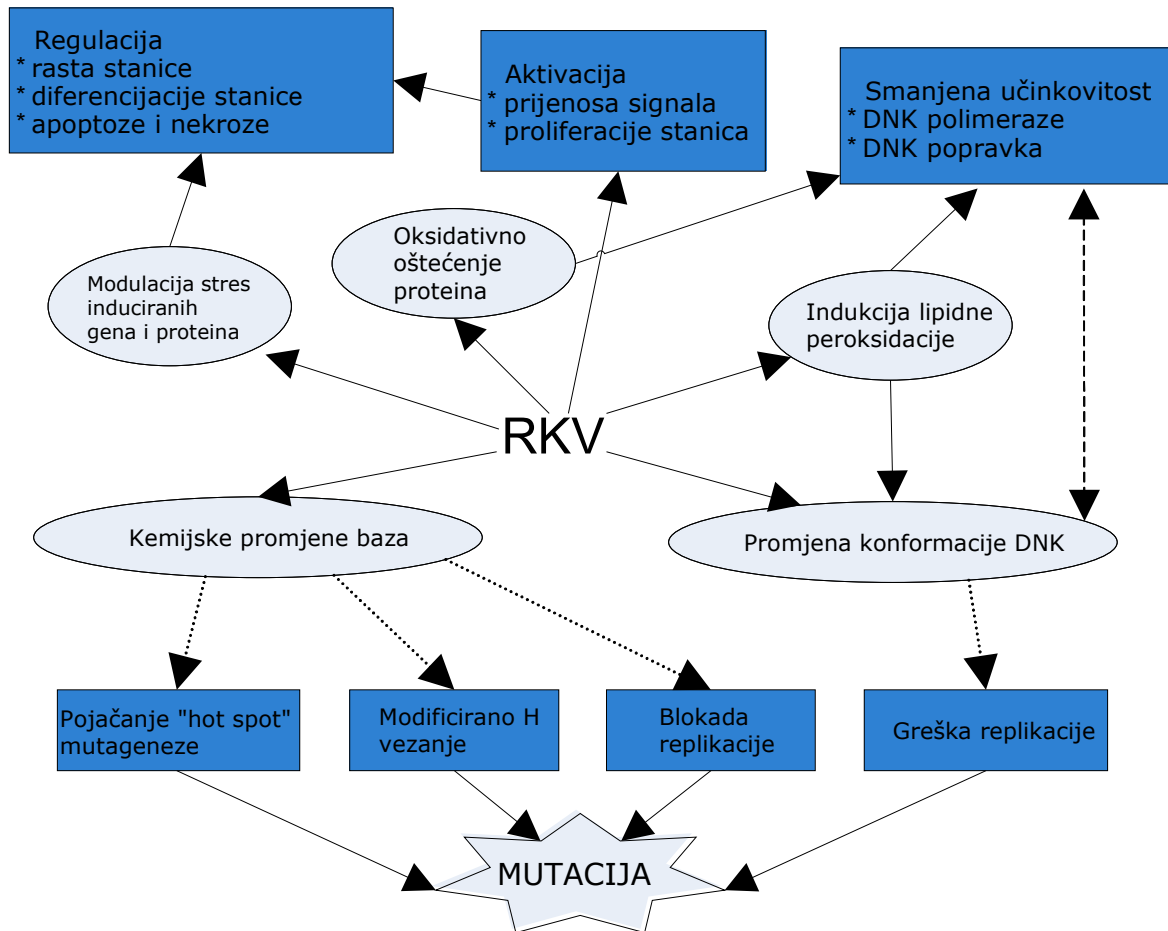 Regulacija
* rasta stanice
* diferencijacije stanice
* apoptoze i nekroze
Aktivacija
* prijenosa signala
* proliferacije stanica
Smanjena učinkovitost
* DNK polimeraze
* DNK popravka
Modulacija stres
induciranih
gena i proteina
Oksidativno
oštećenje
proteina
Indukcija lipidne
peroksidacije
RKV
Kemijske promjene baza
Promjena konformacije DNK
Pojačanje "hot spot"
mutageneze
Modificirano H
vezanje
Blokada
replikacije
Greška replikacije
MUTACIJA